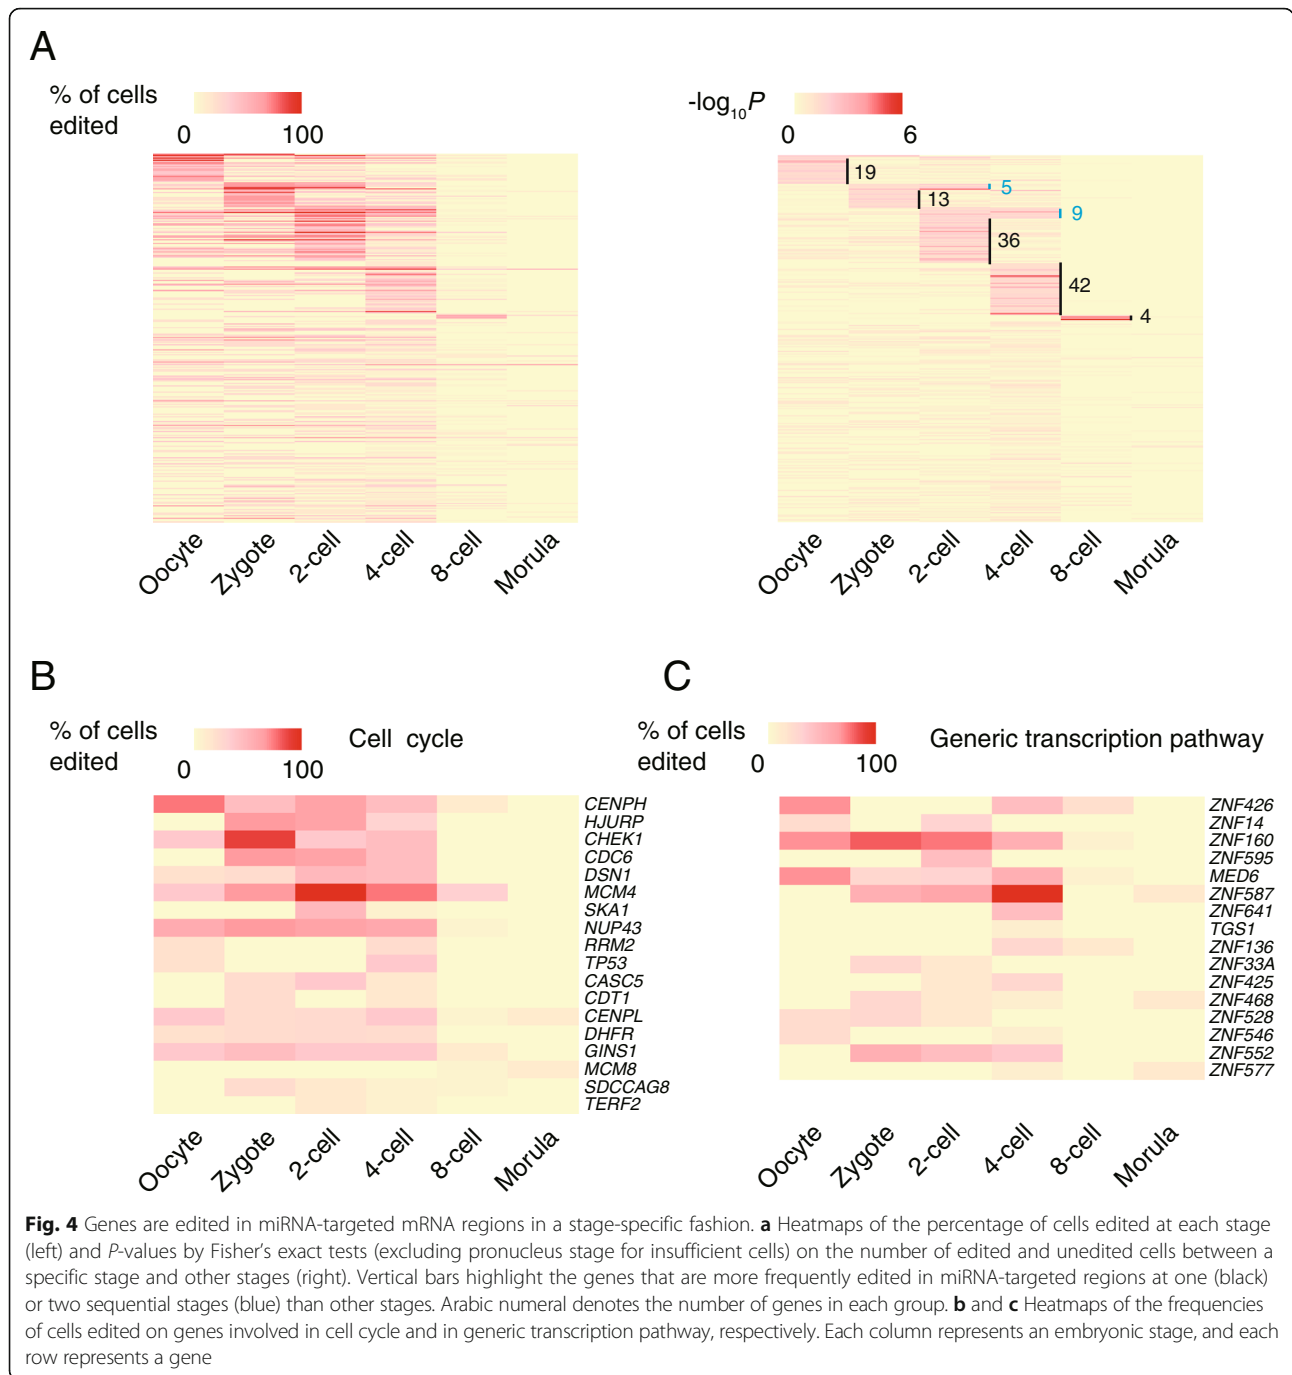 A
% of cells
edited
0 100
-log10P
0 6
19
5
13
9
36
42
4
Oocyte
Zygote
2-cell
4-cell
8-cell
Morula
Oocyte
Zygote
2-cell
4-cell
8-cell
Morula
B
% of cells
edited
0 100
Cell cycle
CENPH
HJURP
CHEK1
CDC6
DSN1
MCM4
SKA1
NUP43
RRM2
TP53
CASC5
CDT1
CENPL
DHFR
GINS1
MCM8
SDCCAG8
TERF2
Oocyte
Zygote
2-cell
4-cell
8-cell
Morula
C
% of cells
edited
0 100
Generic transcription pathway
ZNF426
ZNF14
ZNF160
ZNF595
MED6
ZNF587
ZNF641
TGS1
ZNF136
ZNF33A
ZNF425
ZNF468
ZNF528
ZNF546
ZNF552
ZNF577
Oocyte
Zygote
2-cell
4-cell
8-cell
Morula
Fig. 4 Genes are edited in miRNA-targeted mRNA regions in a stage-specific fashion. a Heatmaps of the percentage of cells edited at each stage
(left) and P-values by Fisher's exact tests (excluding pronucleus stage for insufficient cells) on the number of edited and unedited cells between a
specific stage and other stages (right). Vertical bars highlight the genes that are more frequently edited in miRNA-targeted regions at one (black)
or two sequential stages (blue) than other stages. Arabic numeral denotes the number of genes in each group. b and c Heatmaps of the frequencies
of cells edited on genes involved in cell cycle and in generic transcription pathway, respectively. Each column represents an embryonic stage, and each
row represents a gene